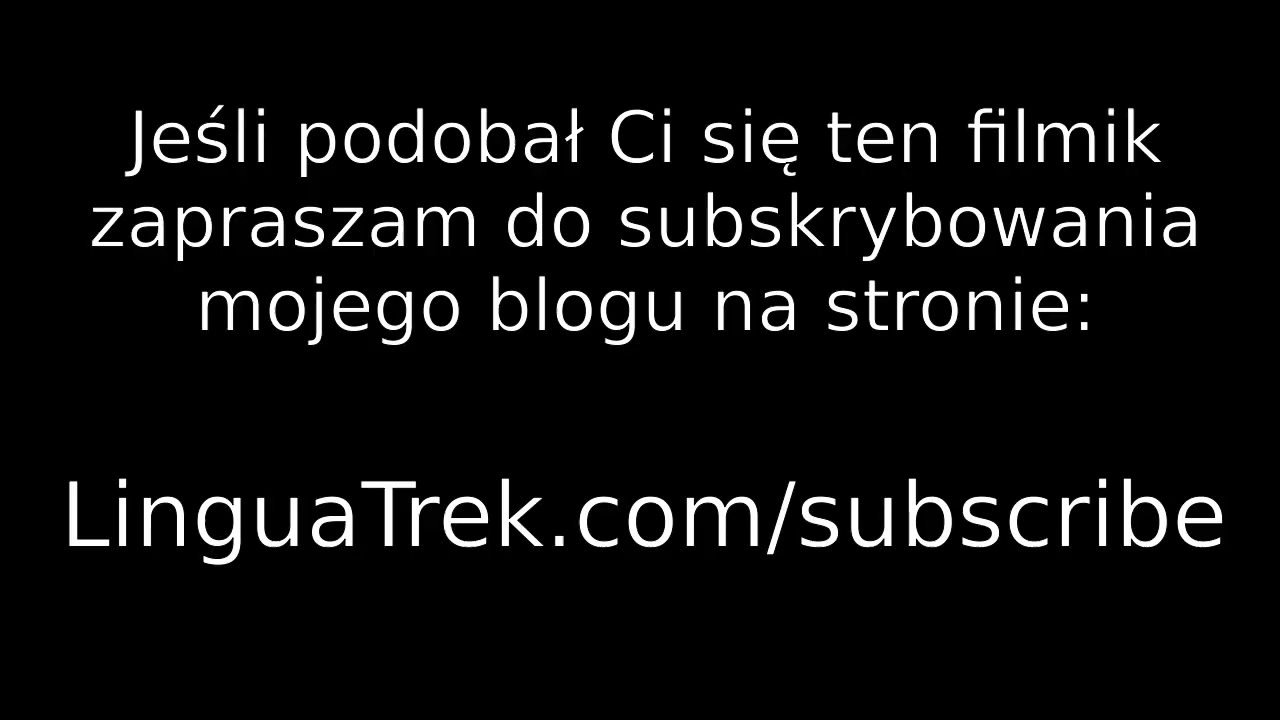 Jeśli podobał Ci się ten filmik
zapraszam do subskrybowania
mojego blogu na stronie:
LinguaTrek.com/subscribe